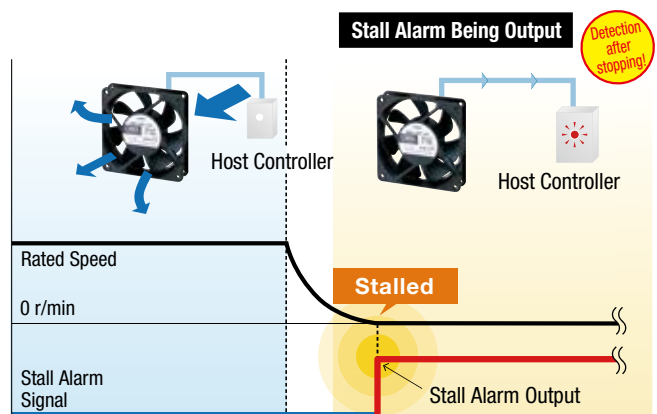 Stall Alarm Being Output
Detection
after
stopping!
Host Controller
Host Controller
Rated Speed
Stalled
0 r/min
Stall Alarm
Signal
Stall Alarm Output